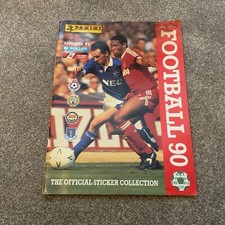 PANINI
FOOTBALL 90
NEC
THE OFFICIAL STICKER COLLECTION